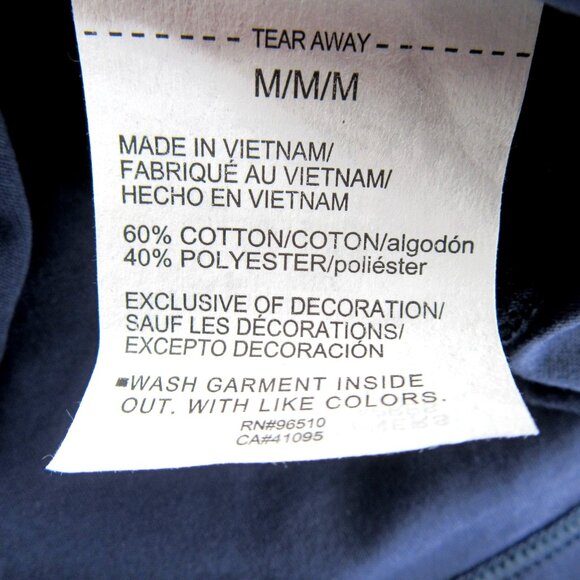 TEAR AWAY
M/M/M
MADE IN VIETNAM/
FABRIQUÉ AU VIETNAM/
HECHO EN VIETNAM
60% COTTON/COTON/algodón
40% POLYESTER/poliéster
EXCLUSIVE OF DECORATION/
SAUF LES DÉCORATIONS/
EXCEPTO DECORACIÓN
▪WASH GARMENT INSIDE
OUT, WITH LIKE COLORS.
RN#96510
CA#41095